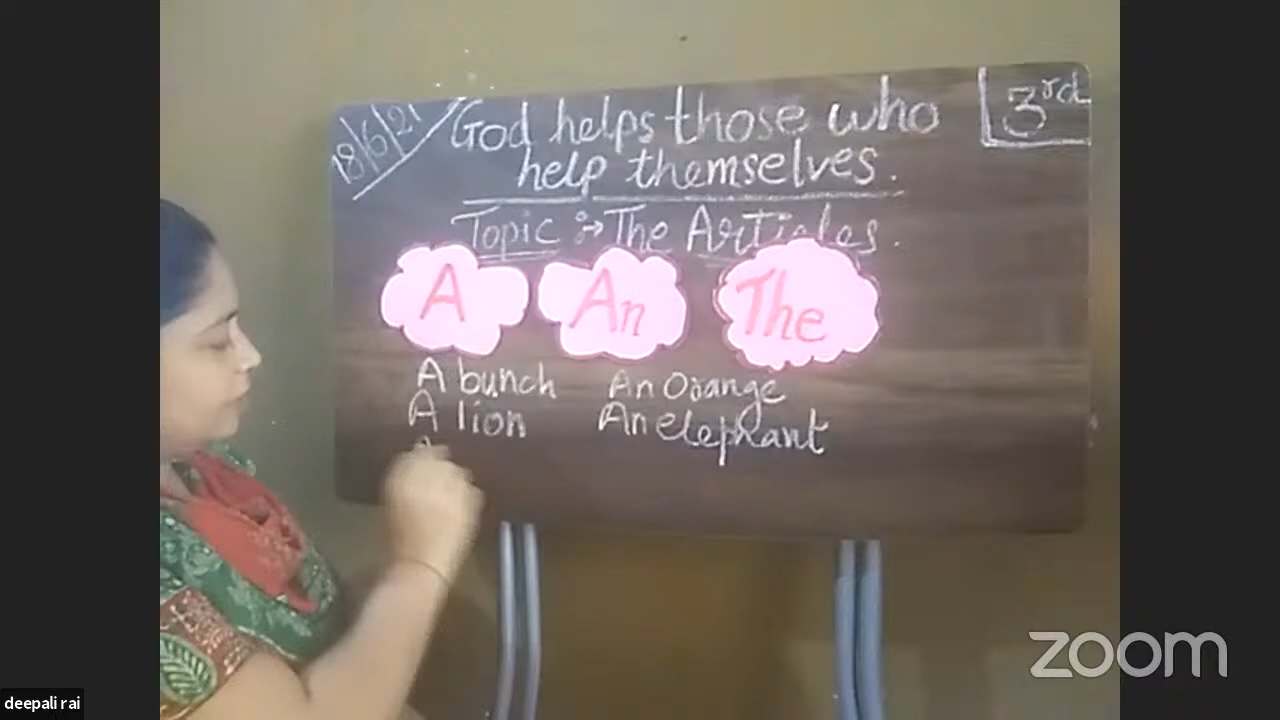 18/6/21
God helps those who
3rd
help themselves.
Topic :→ The Articles.
A
An
The
A bunch
An Orange
A lion
An elephant
A
zoom
deepali rai